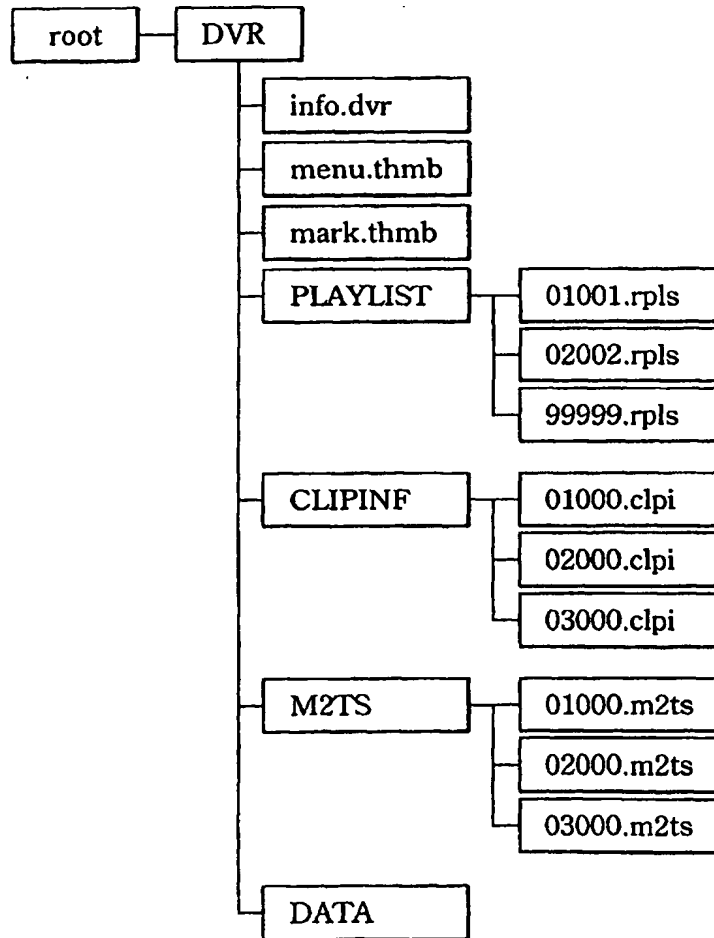 root
DVR
info.dvr
menu.thmb
mark.thmb
PLAYLIST
01001.rpls
02002.rpls
99999.rpls
CLIPINF
01000.clpi
02000.clpi
03000.clpi
M2TS
01000.m2ts
02000.m2ts
03000.m2ts
DATA